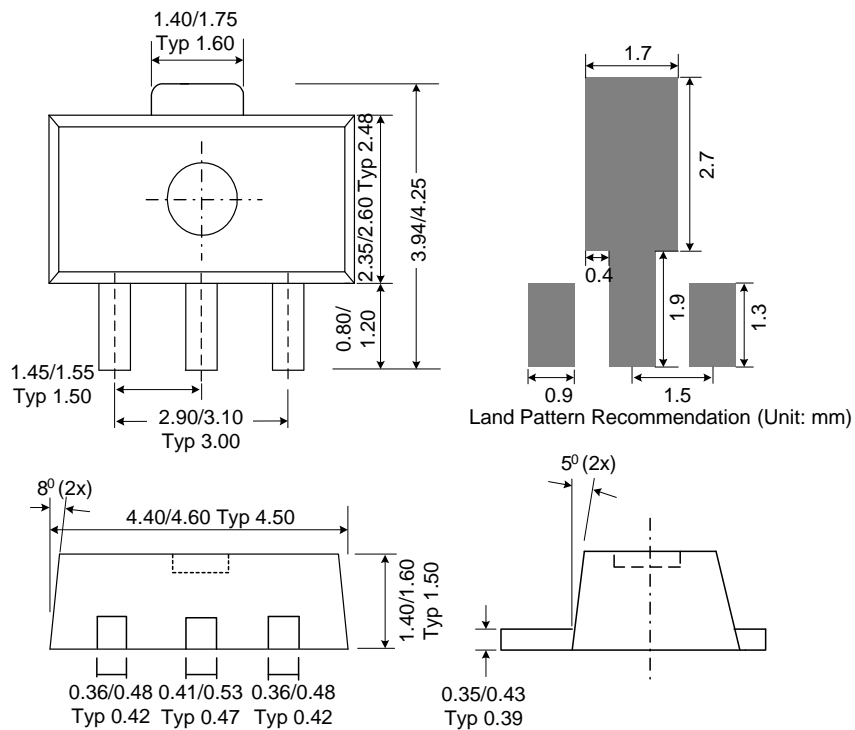 1.40/1.75
Typ 1.60
2.35/2.60 Typ 2.48
3.94/4.25
0.80/
1.20
1.45/1.55
Typ 1.50
2.90/3.10
Typ 3.00
1.7
2.7
0.4
1.9
1.3
0.9
1.5
Land Pattern Recommendation (Unit: mm)
8⁰ (2x)
4.40/4.60 Typ 4.50
1.40/1.60
Typ 1.50
0.36/0.48
Typ 0.42
0.41/0.53
Typ 0.47
0.36/0.48
Typ 0.42
5⁰ (2x)
0.35/0.43
Typ 0.39